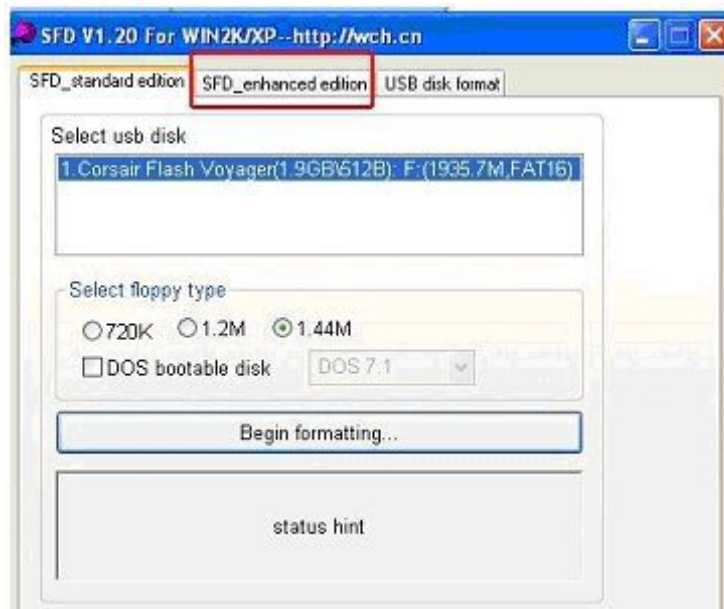 SFD V1.20 For WIN2K/XP--http://wch.cn
SFD_standard edition SFD_enhanced edition USB disk format
Select usb disk
1.Corsair Flash Voyager(1.9GB\512B): F:(1935.7M,FAT16)
Select floppy type
720K 1.2M 1.44M
DOS bootable disk DOS 7.1
Begin formatting...
status hint